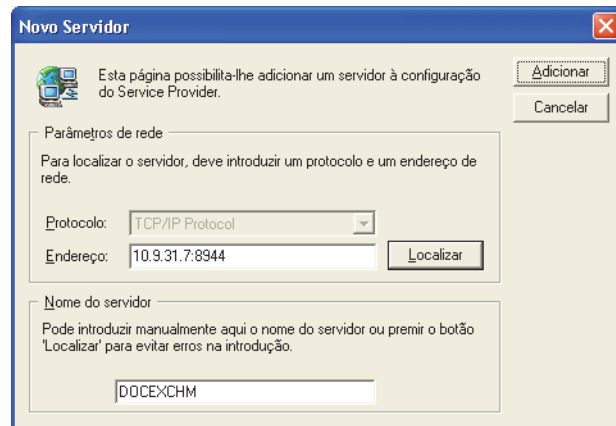 Novo Servidor
Esta página possibilita-lhe adicionar um servidor à configuração
do Service Provider.
Adicionar
Cancelar
Parâmetros de rede
Para localizar o servidor, deve introduzir um protocolo e um endereço de
rede.
Protocolo: TCP/IP Protocol
Endereço: 10.9.31.7:8944 Localizar
Nome do servidor
Pode introduzir manualmente aqui o nome do servidor ou premir o botão
'Localizar' para evitar erros na introdução.
DOCEXCHM